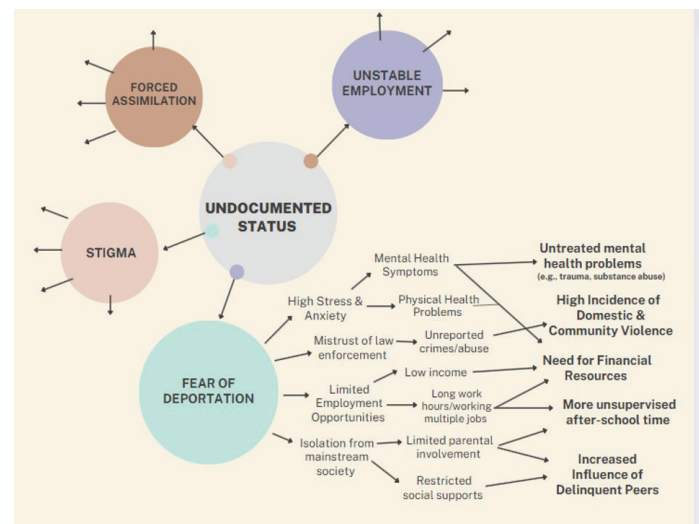 FORCED
ASSIMILATION
UNSTABLE
EMPLOYMENT
UNDOCUMENTED
STATUS
STIGMA
FEAR OF
DEPORTATION
High Stress &
Anxiety
Mental Health
Symptoms
Physical Health
Problems
Mistrust of law
enforcement
Unreported
crimes/abuse
Limited
Employment
Opportunities
Low income
Long work
hours/working
multiple jobs
Isolation from
mainstream
society
Limited parental
involvement
Restricted
social supports
Untreated mental
health problems
(e.g., trauma, substance abuse)
High Incidence of
Domestic &
Community Violence
Need for Financial
Resources
More unsupervised
after-school time
Increased
Influence of
Delinquent Peers